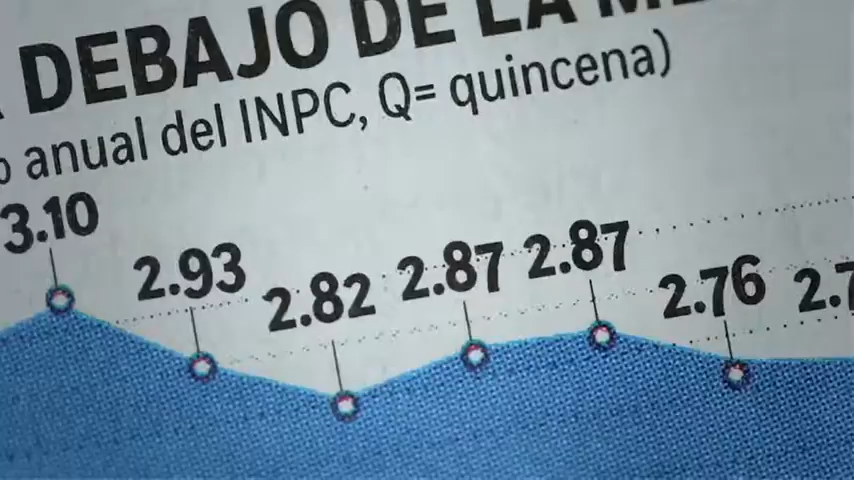 DEBAJO DE LA
anual del INPC, Q= quincena)
3.10 2.93 2.82 2.87 2.87 2.76